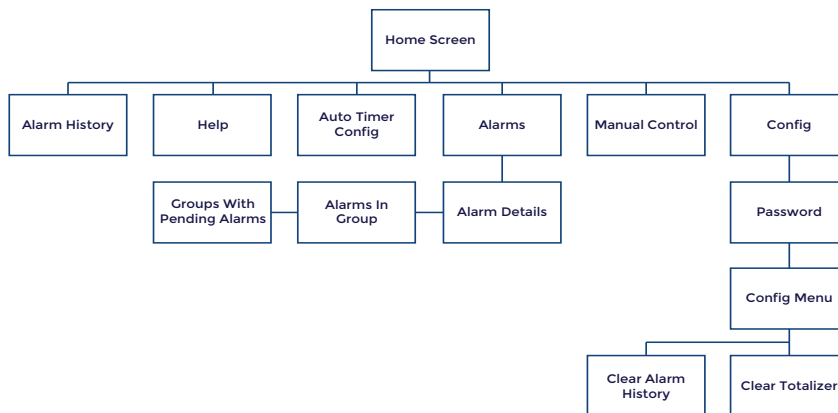 Home Screen
Alarm History
Help
Auto Timer
Config
Alarms
Manual Control
Config
Groups With
Pending Alarms
Alarms In
Group
Alarm Details
Password
Config Menu
Clear Alarm
History
Clear Totalizer